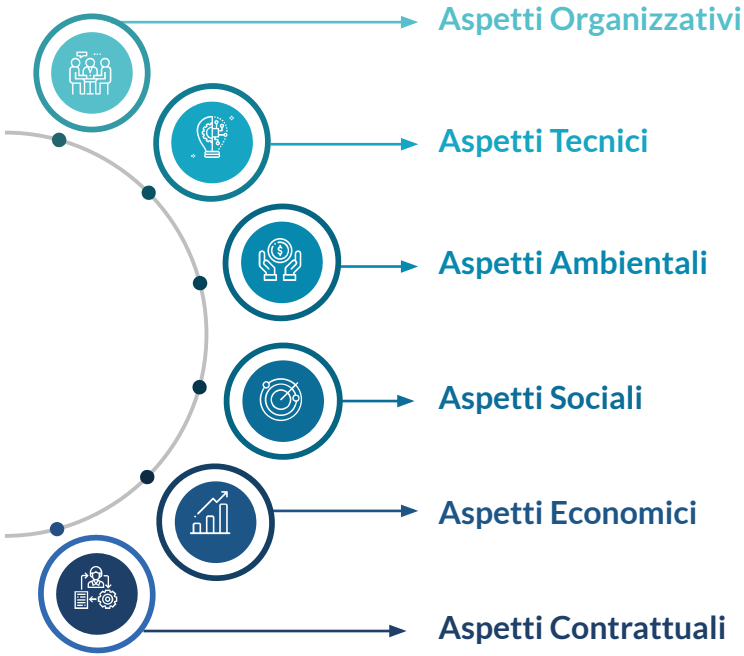 Aspetti Organizzativi
Aspetti Tecnici
Aspetti Ambientali
Aspetti Sociali
Aspetti Economici
Aspetti Contrattuali